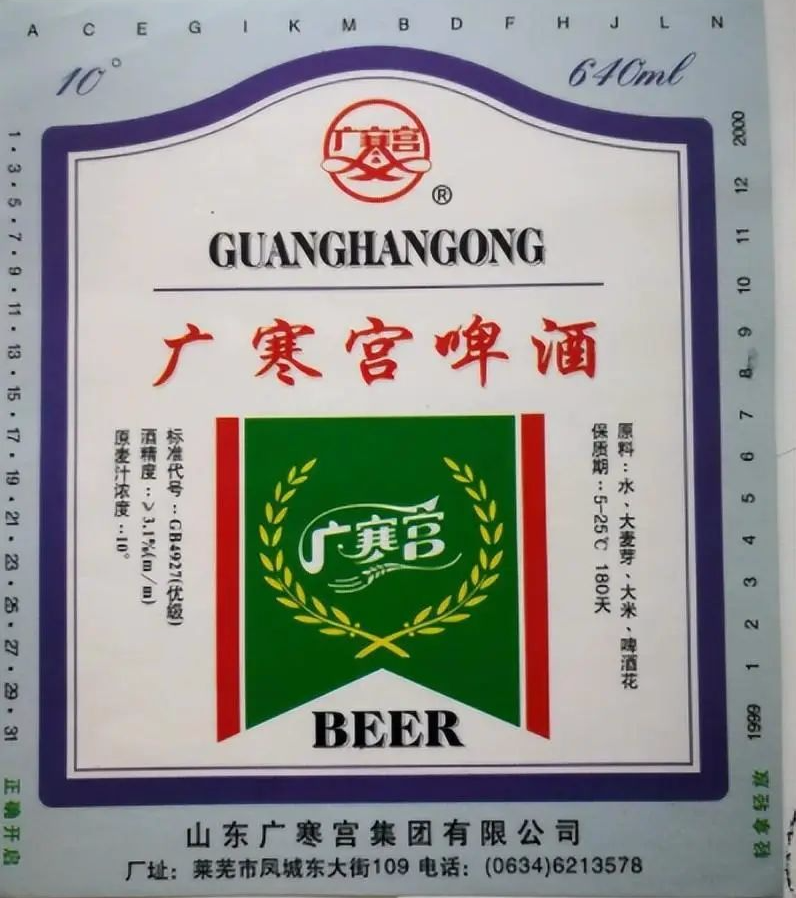 A C E G I K M B D F H J L N
10° 640ml
广寒宫
®
GUANGHANGONG
广寒宫啤酒
原料：水、大麦芽、大米、啤酒花
保质期：5-25℃ 180天
标准代号：GB4927(优级)
酒精度：≥3.1%(m/m)
原麦汁浓度：10°
广寒宫
BEER
1·3·5·7·9·11·13·15·17·19·21·23·25·27·29·31
正确开启
1999 1 2 3 4 5 6 7 8 9 10 11 12 2000
轻拿轻放
山东广寒宫集团有限公司
厂址：莱芜市凤城东大街109 电话：(0634)6213578